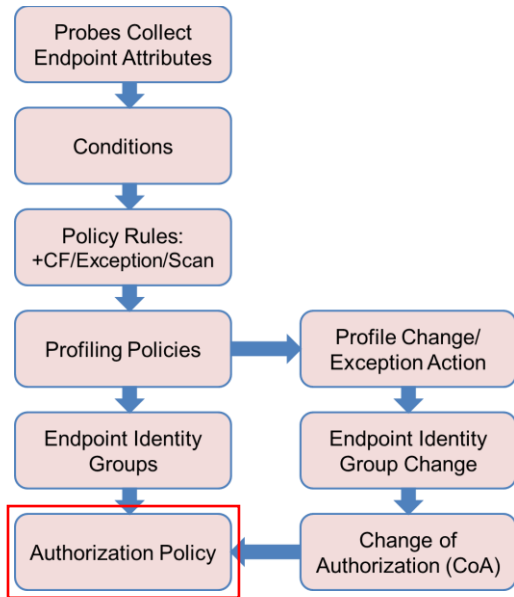 Probes Collect
Endpoint Attributes
Conditions
Policy Rules:
+CF/Exception/Scan
Profiling Policies
Profile Change/
Exception Action
Endpoint Identity
Groups
Endpoint Identity
Group Change
Authorization Policy
Change of
Authorization (CoA)